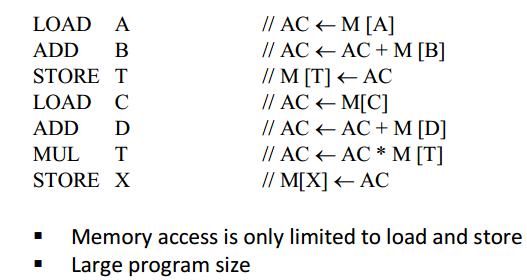 LOAD A // AC ← M [A]
ADD B // AC ← AC + M [B]
STORE T // M [T] ← AC
LOAD C // AC ← M[C]
ADD D // AC ← AC + M [D]
MUL T // AC ← AC * M [T]
STORE X // M[X] ← AC
▪ Memory access is only limited to load and store
▪ Large program size